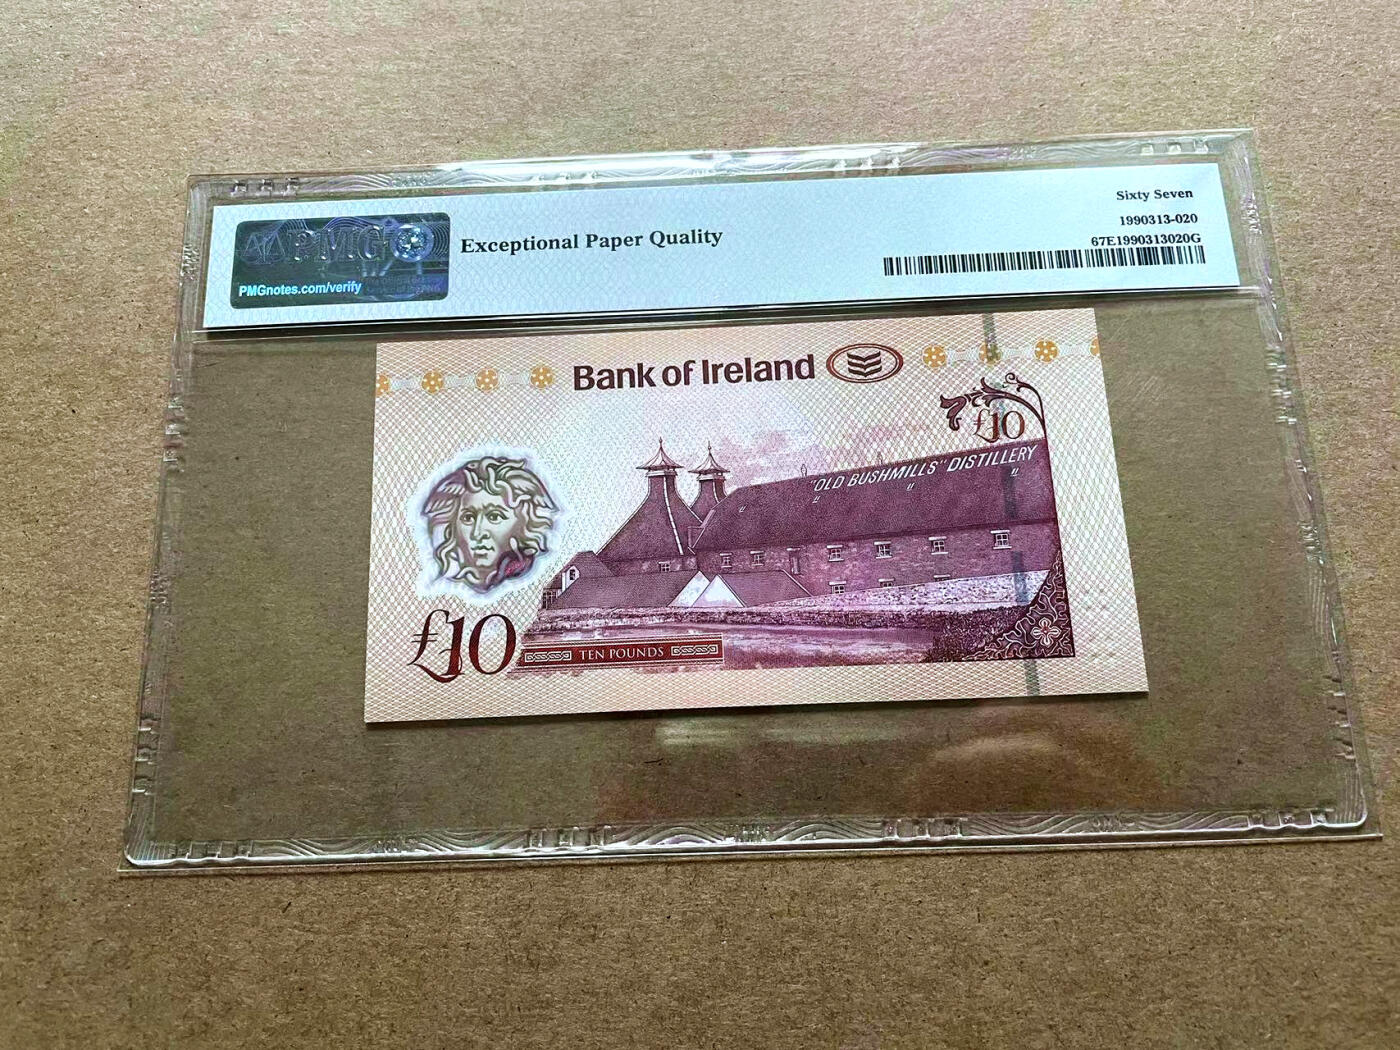 Sixty Seven
1990313-020
67E1990313020G
PMG
PMGnotes.com/verify
Exceptional Paper Quality
Bank of Ireland
£10
"OLD BUSHMILLS" DISTILLERY
£10
TEN POUNDS